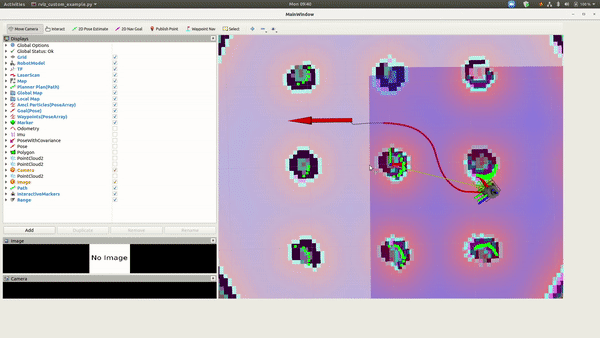 Activities
rviz_custom_example.py ▾
Mon 09:40
100 %
MainWindow
Move Camera
Interact
2D Pose Estimate
2D Nav Goal
Publish Point
Waypoint Nav
Select
Displays
Global Options
Global Status: Ok
Grid
RobotModel
TF
LaserScan
Map
Planner Plan(Path)
Global Map
Local Map
Amcl Particles(PoseArray)
Goal(Pose)
Waypoints(PoseArray)
Marker
Odometry
Imu
PoseWithCovariance
Pose
Polygon
PointCloud2
PointCloud2
Camera
PointCloud2
Image
Path
InteractiveMarkers
Range
Add
Duplicate
Remove
Rename
Image
No Image
Camera